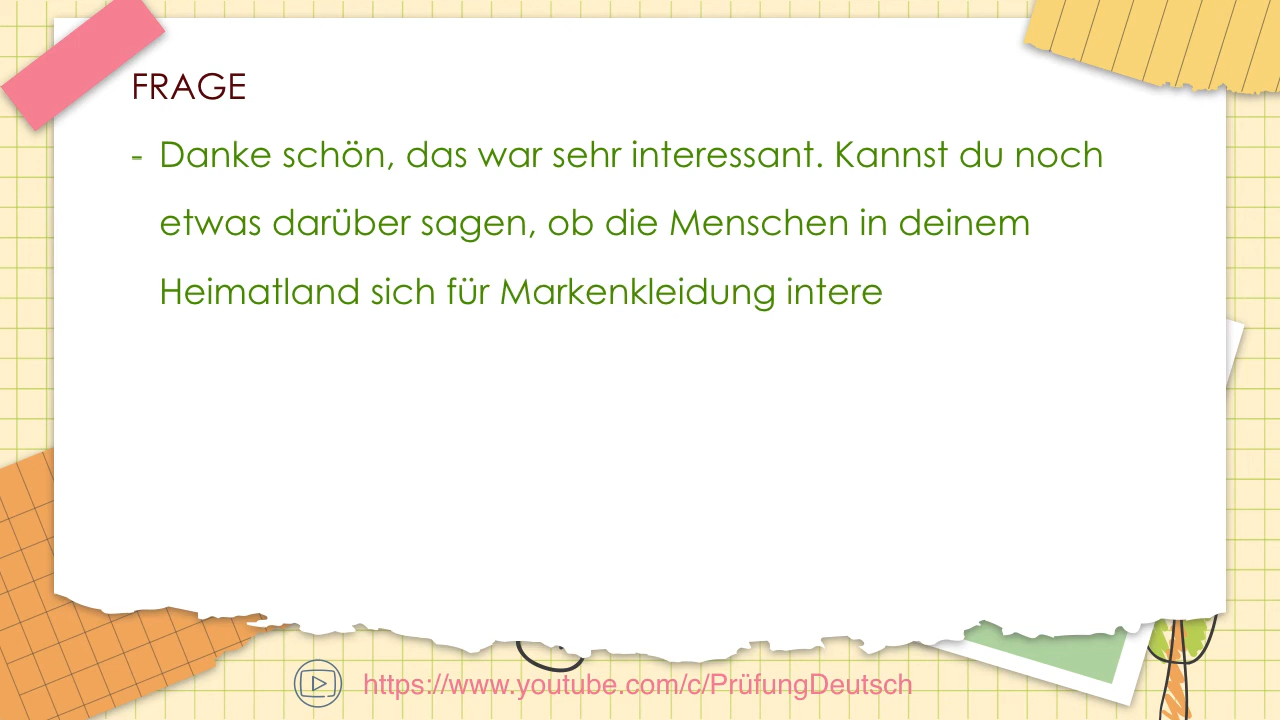 FRAGE
- Danke schön, das war sehr interessant. Kannst du noch
etwas darüber sagen, ob die Menschen in deinem
Heimatland sich für Markenkleidung intere
https://www.youtube.com/c/PrüfungDeutsch